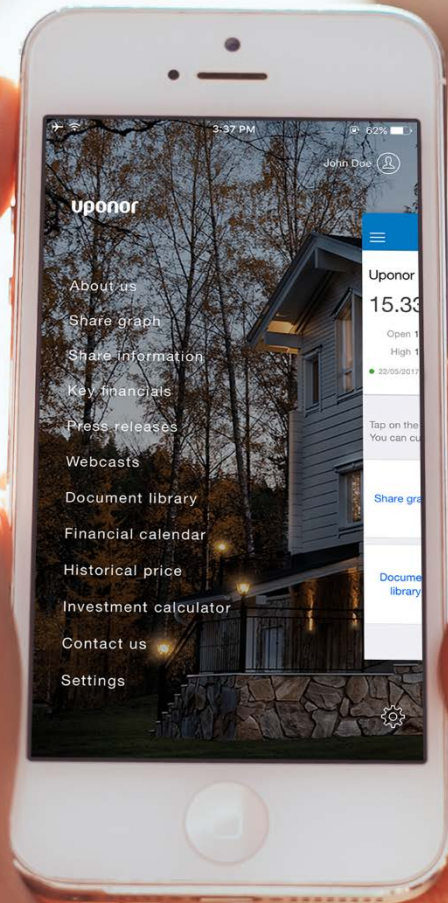 3:37 PM
62%
John Doe
uponor
About us
Share graph
Share information
Key financials
Press releases
Webcasts
Document library
Financial calendar
Historical price
Investment calculator
Contact us
Settings
Uponor
15.33
Open 1
High 1
22/05/2017
Tap on the
You can cu
Share gra
Docume
library